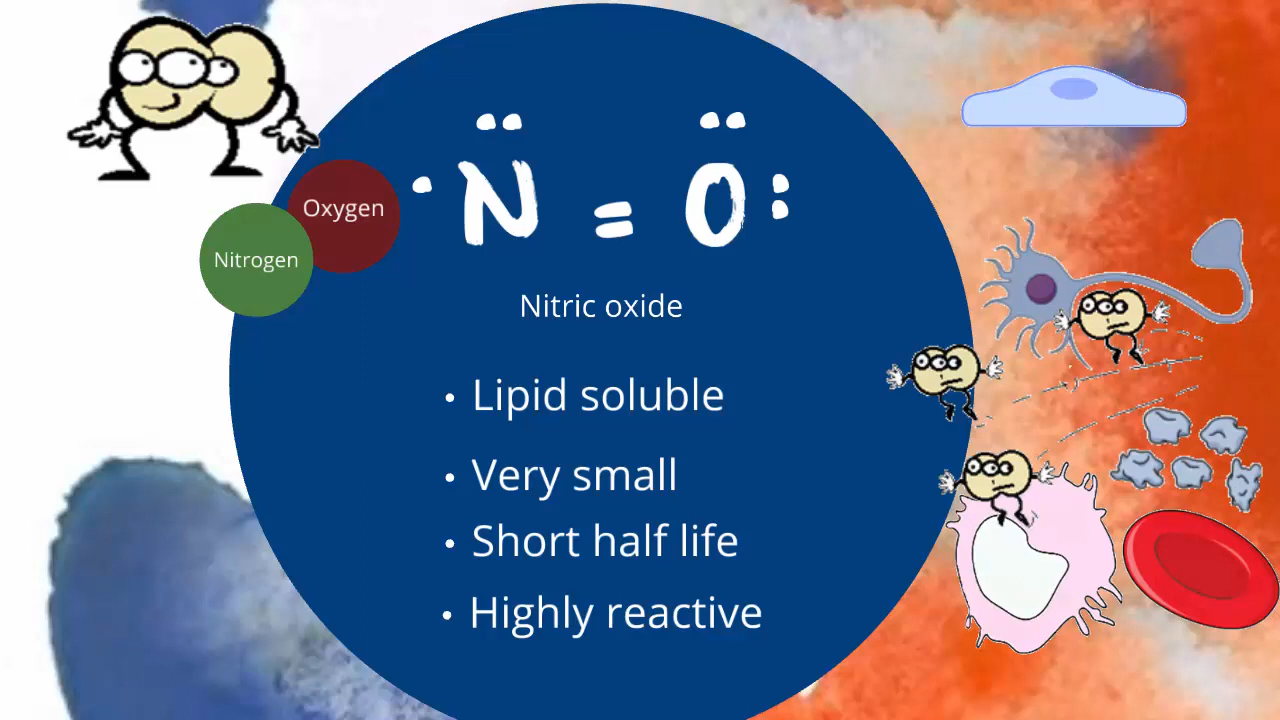 N = O
Oxygen
Nitrogen
Nitric oxide
• Lipid soluble
• Very small
• Short half life
• Highly reactive